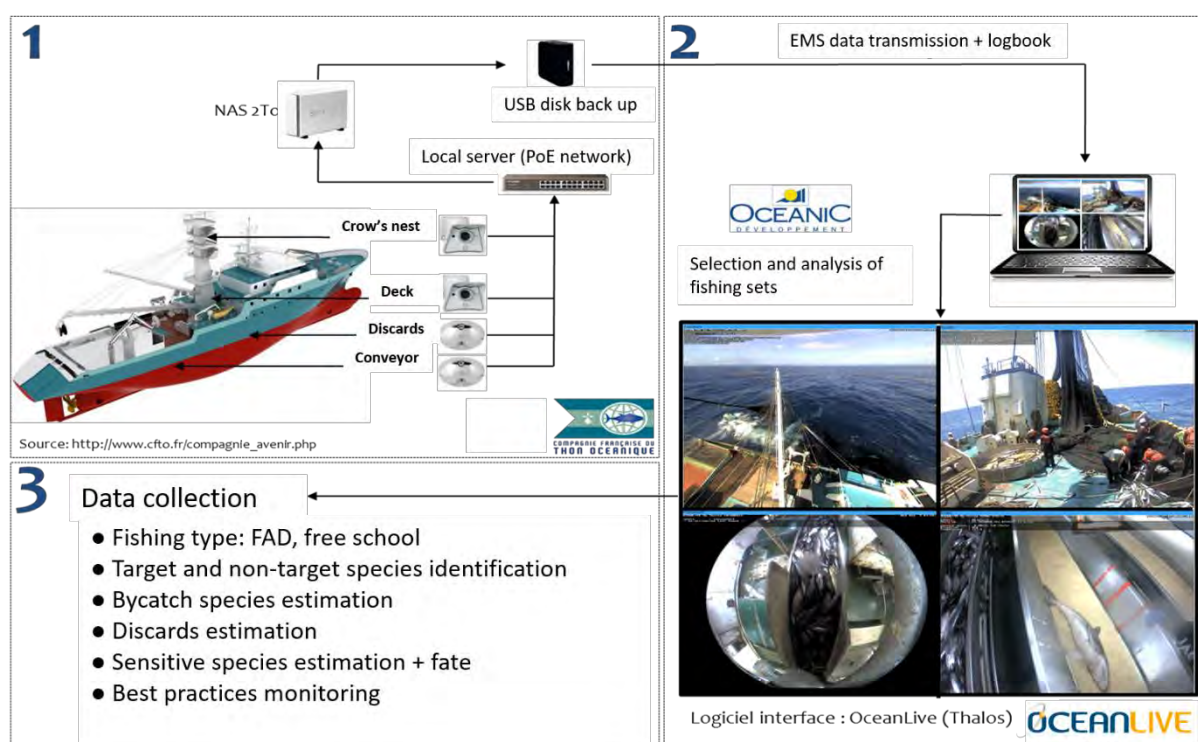 1
NAS 2To
USB disk back up
Local server (PoE network)
Crow's nest
Deck
Discards
Conveyor
Source: http://www.cfto.fr/compagnie_avenir.php
COMPAGNIE FRANÇAISE DU
THON OCEANIQUE
2
EMS data transmission + logbook
OCEANIC
DÉVELOPPEMENT
Selection and analysis of
fishing sets
Logiciel interface : OceanLive (Thalos)
OCEANLIVE
3
Data collection
● Fishing type: FAD, free school
● Target and non-target species identification
● Bycatch species estimation
● Discards estimation
● Sensitive species estimation + fate
● Best practices monitoring